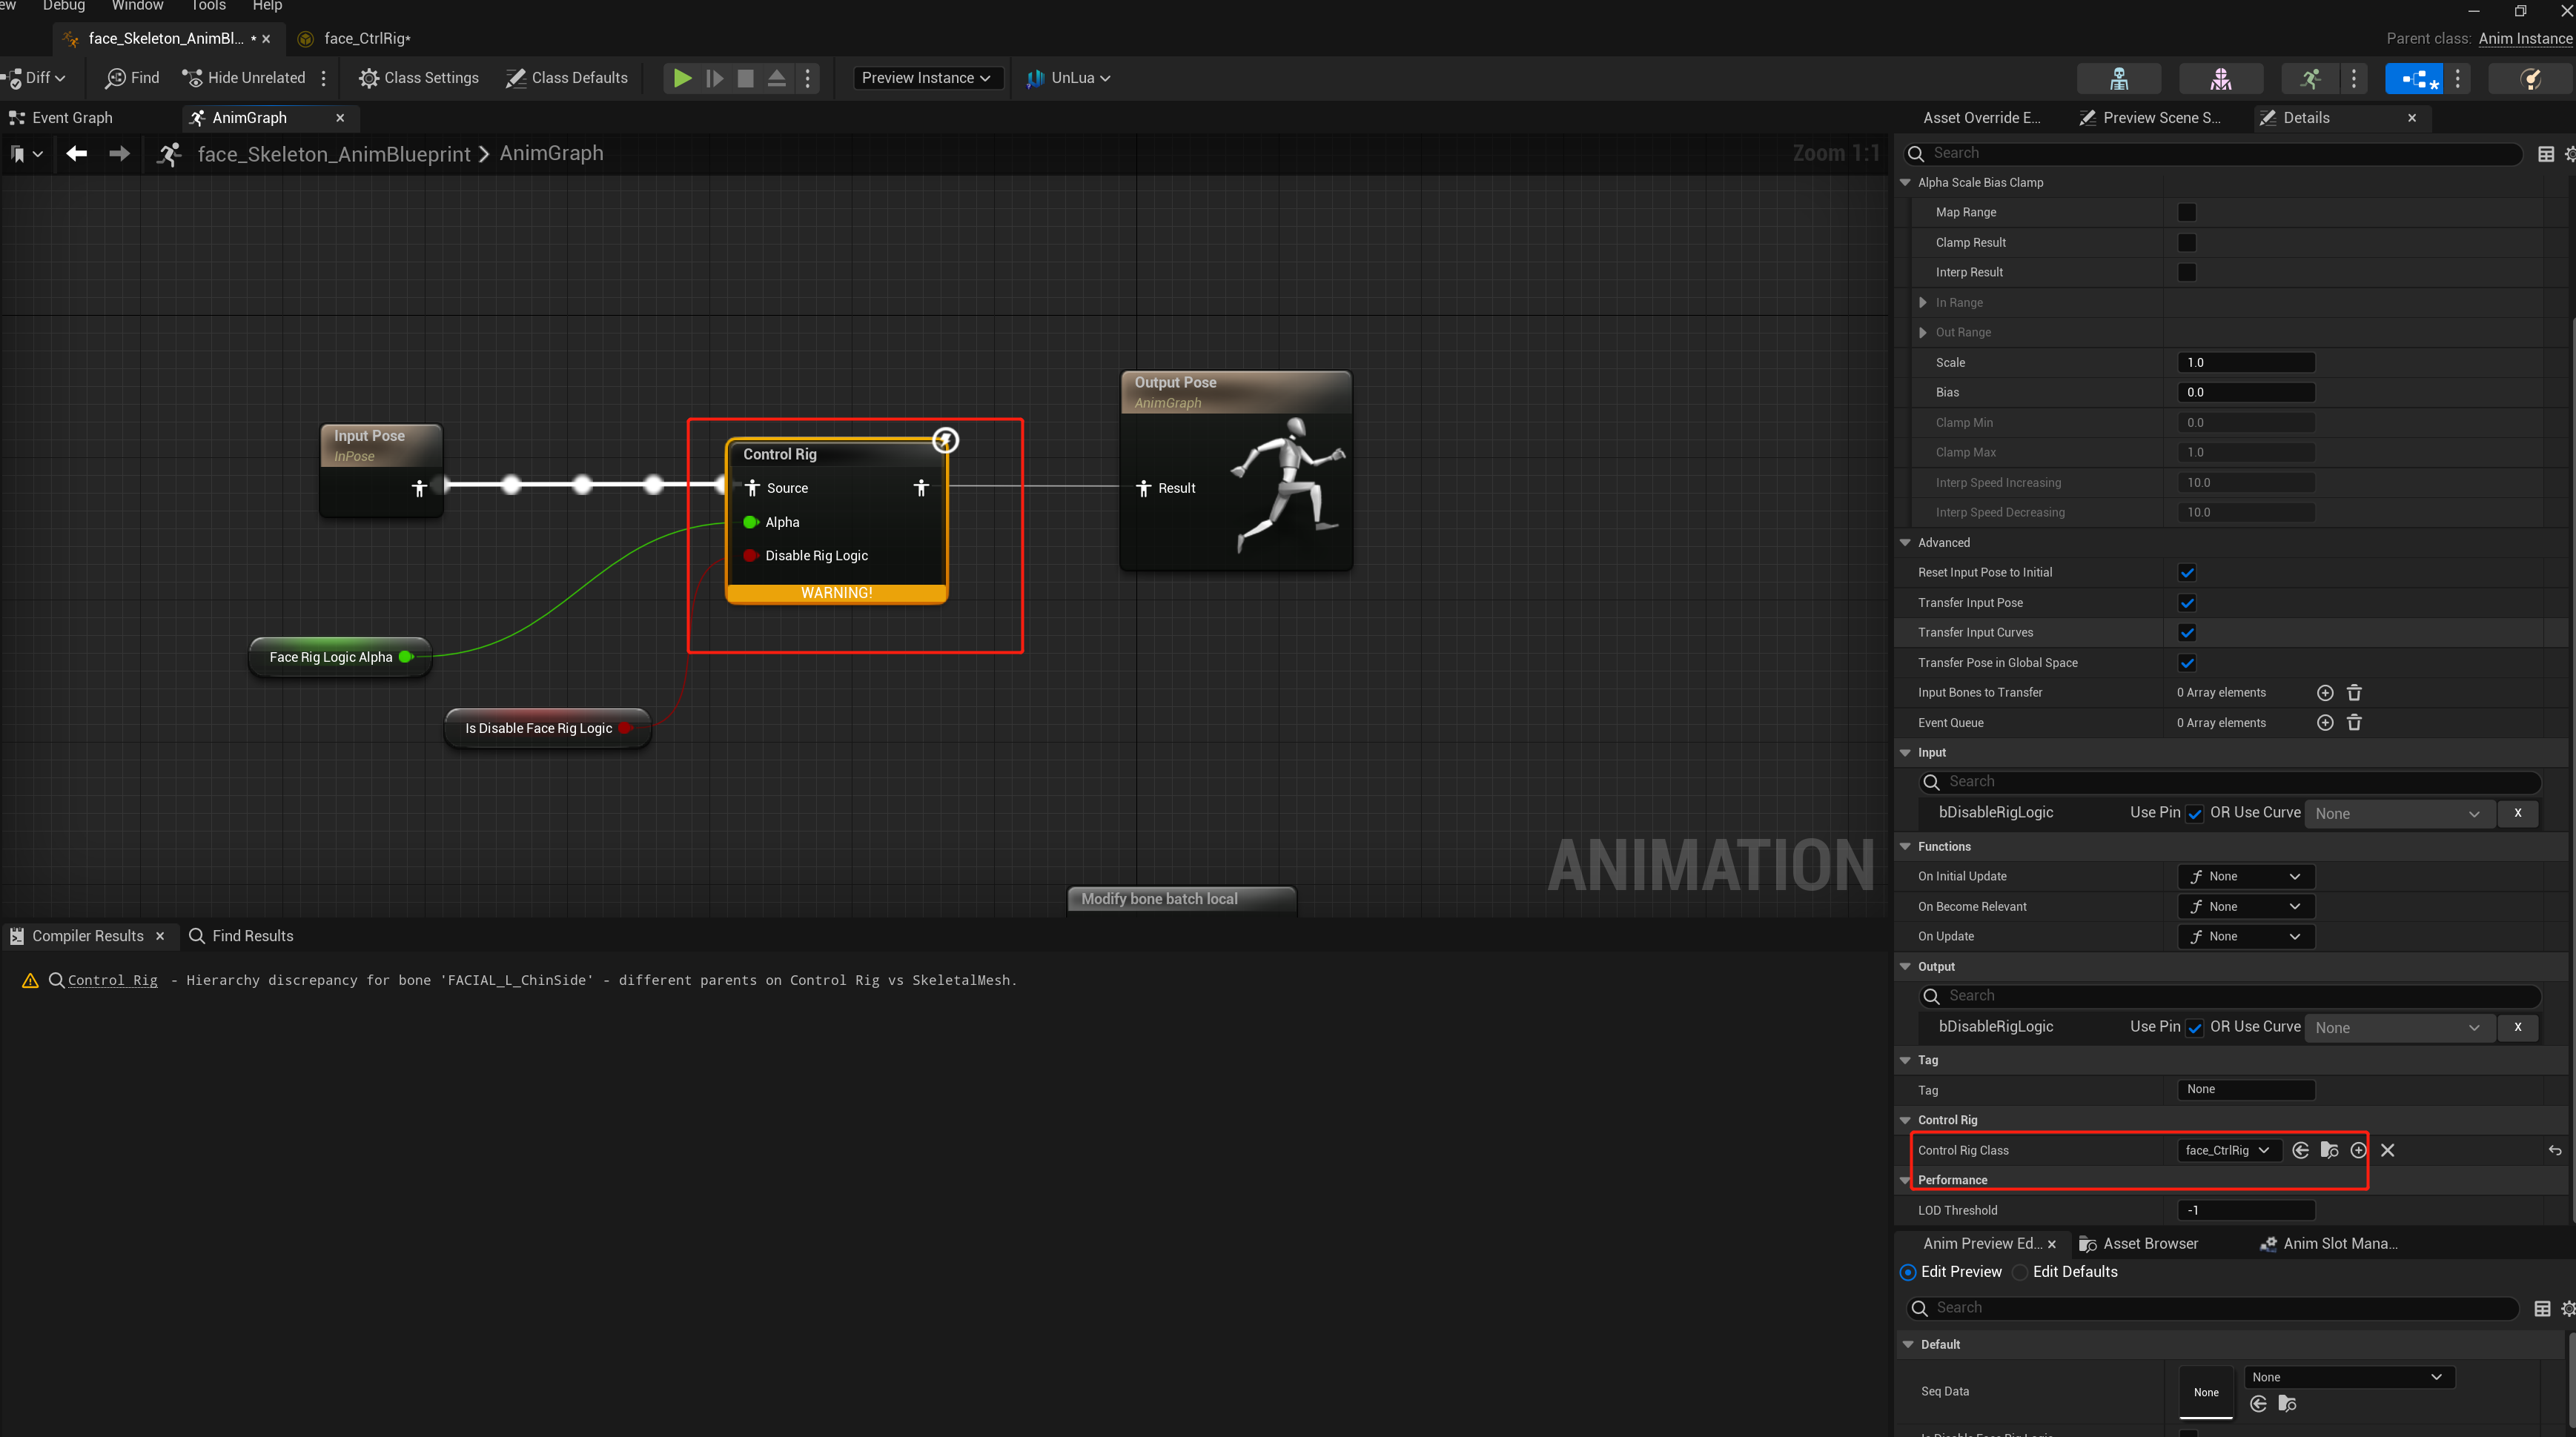 ew Debug Window Tools Help
face_Skeleton_AnimBl... * face_CtrlRig*
Parent class: Anim Instance
Diff Find Hide Unrelated Class Settings Class Defaults Preview Instance UnLua
Event Graph AnimGraph
face_Skeleton_AnimBlueprint AnimGraph Zoom 1:1
Input Pose
InPose
Control Rig
Source
Alpha
Disable Rig Logic
WARNING!
Output Pose
AnimGraph
Result
Face Rig Logic Alpha
Is Disable Face Rig Logic
ANIMATION
Modify bone batch local
Compiler Results Find Results
Control Rig - Hierarchy discrepancy for bone 'FACIAL_L_ChinSide' - different parents on Control Rig vs SkeletalMesh.
Asset Override E... Preview Scene S... Details
Search
Alpha Scale Bias Clamp
Map Range
Clamp Result
Interp Result
In Range
Out Range
Scale 1.0
Bias 0.0
Clamp Min 0.0
Clamp Max 1.0
Interp Speed Increasing 10.0
Interp Speed Decreasing 10.0
Advanced
Reset Input Pose to Initial
Transfer Input Pose
Transfer Input Curves
Transfer Pose in Global Space
Input Bones to Transfer 0 Array elements
Event Queue 0 Array elements
Input
Search
bDisableRigLogic Use Pin OR Use Curve None X
Functions
On Initial Update None
On Become Relevant None
On Update None
Output
Search
bDisableRigLogic Use Pin OR Use Curve None X
Tag
Tag None
Control Rig
Control Rig Class face_CtrlRig
Performance
LOD Threshold -1
Anim Preview Ed... Asset Browser Anim Slot Mana...
Edit Preview Edit Defaults
Search
Default
Seq Data None None